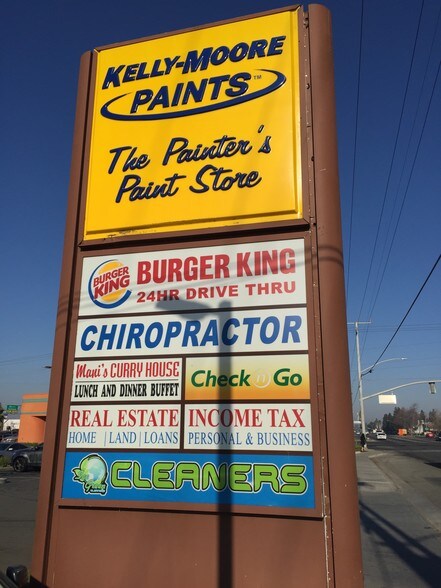 KELLY-MOORE
PAINTS™
The Painter's
Paint Store
BURGER KING
BURGER KING
24HR DRIVE THRU
CHIROPRACTOR
Mani's CURRY HOUSE
LUNCH AND DINNER BUFFET
Check n Go
REAL ESTATE
HOME | LAND | LOANS
INCOME TAX
PERSONAL & BUSINESS
CLEANERS